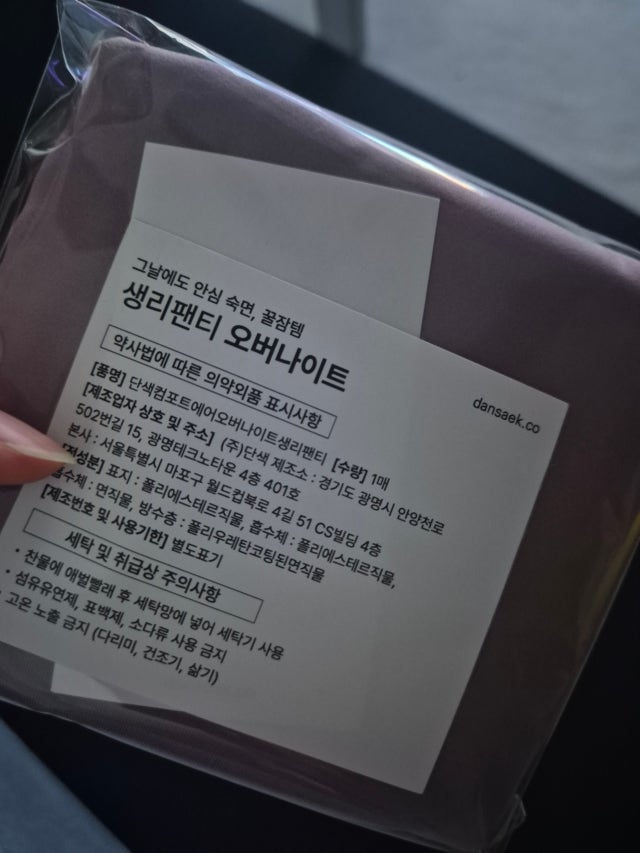 그날에도 안심 숙면, 꿀잠템
생리팬티 오버나이트
dansaek.co
약사법에 따른 의약외품 표시사항
[품명] 단색컴포트에어오버나이트생리팬티 [수량] 1매
[제조업자 상호 및 주소] (주)단색 제조소 : 경기도 광명시 안양천로
502번길 15, 광명테크노타운 4층 401호
본사 : 서울특별시 마포구 월드컵북로 4길 51 CS빌딩 4층
표지 : 폴리에스테르직물, 흡수체 : 폴리에스테르직물,
흡수체 : 면직물, 방수층 : 폴리우레탄코팅된면직물
[제조번호 및 사용기한] 별도표기
세탁 및 취급상 주의사항
• 찬물에 애벌빨래 후 세탁망에 넣어 세탁기 사용
• 섬유유연제, 표백제, 소다류 사용 금지
고온 노출 금지 (다리미, 건조기, 삶기)